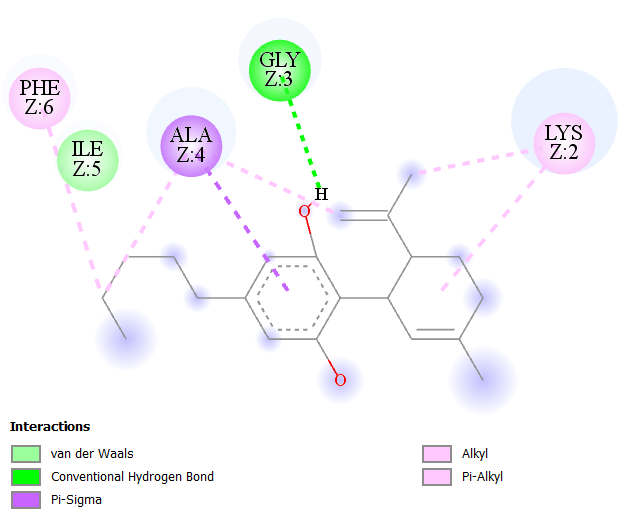 GLY
Z:3
PHE
Z:6
ALA
Z:4
LYS
Z:2
ILE
Z:5
H
O
O
Interactions
van der Waals
Conventional Hydrogen Bond
Pi-Sigma
Alkyl
Pi-Alkyl